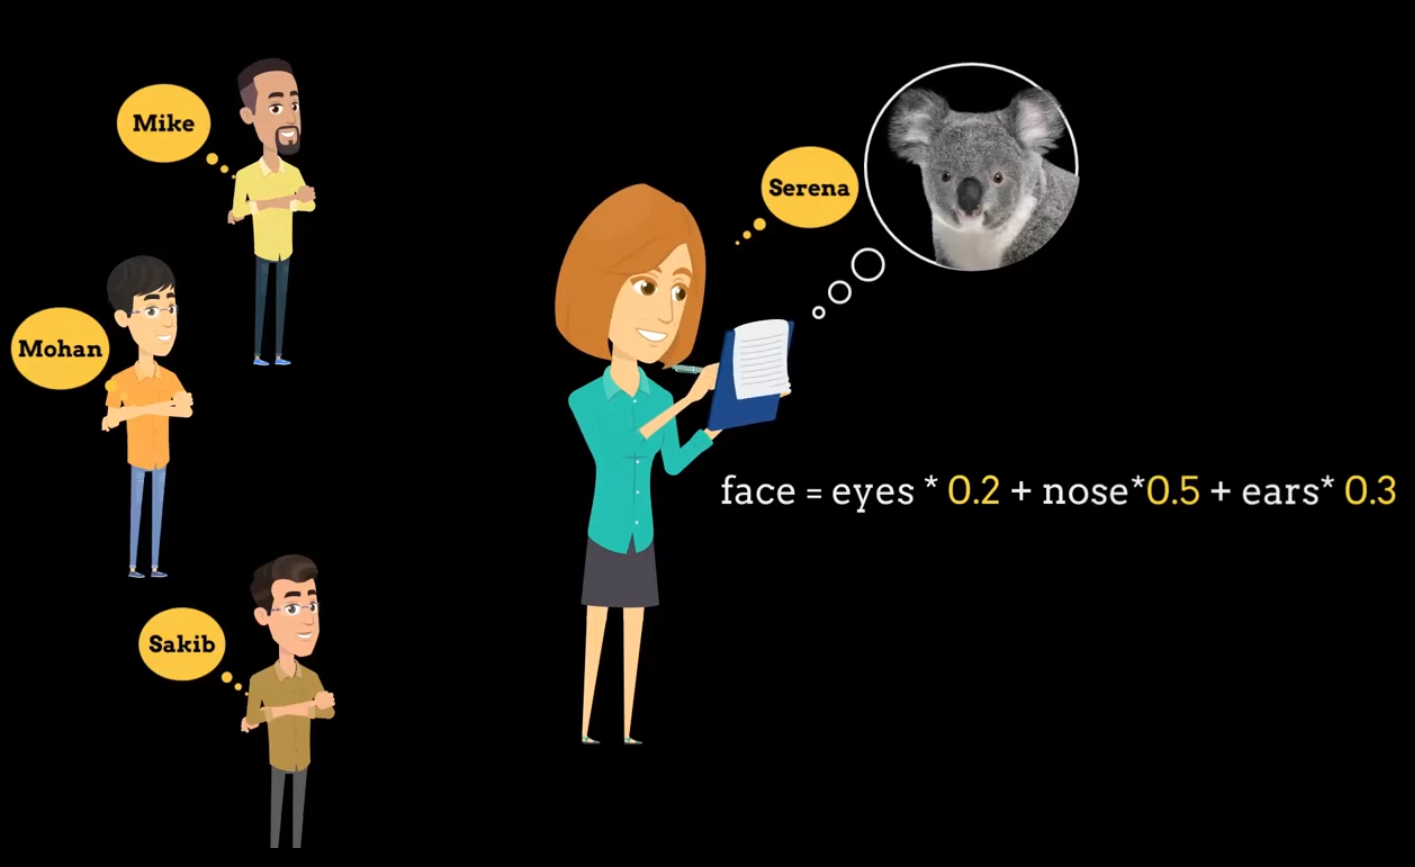 Mike
Serena
Mohan
face = eyes * 0.2 + nose*0.5 + ears* 0.3
Sakib